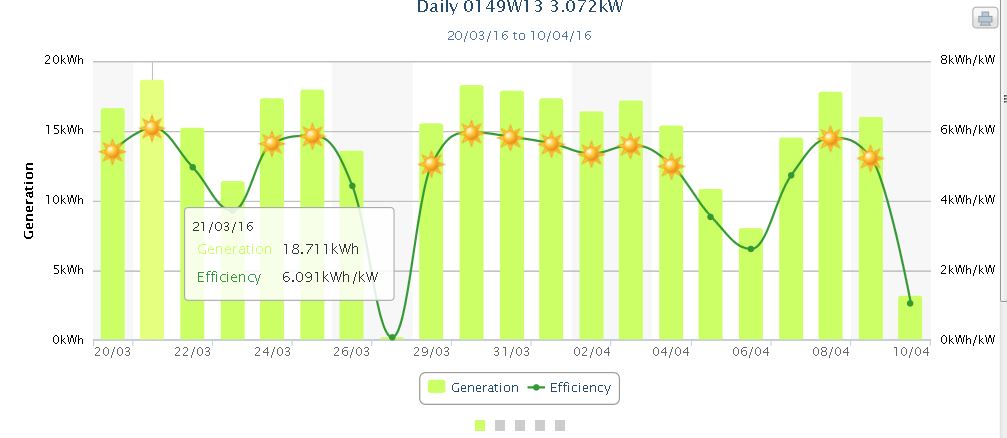 Daily 0149W13 3.072kW
20/03/16 to 10/04/16
20kWh
15kWh
10kWh
5kWh
0kWh
Generation
8kWh/kW
6kWh/kW
4kWh/kW
2kWh/kW
0kWh/kW
21/03/16
Generation 18.711kWh
Efficiency 6.091kWh/kW
20/03 22/03 24/03 26/03 29/03 31/03 02/04 04/04 06/04 08/04 10/04
Generation Efficiency